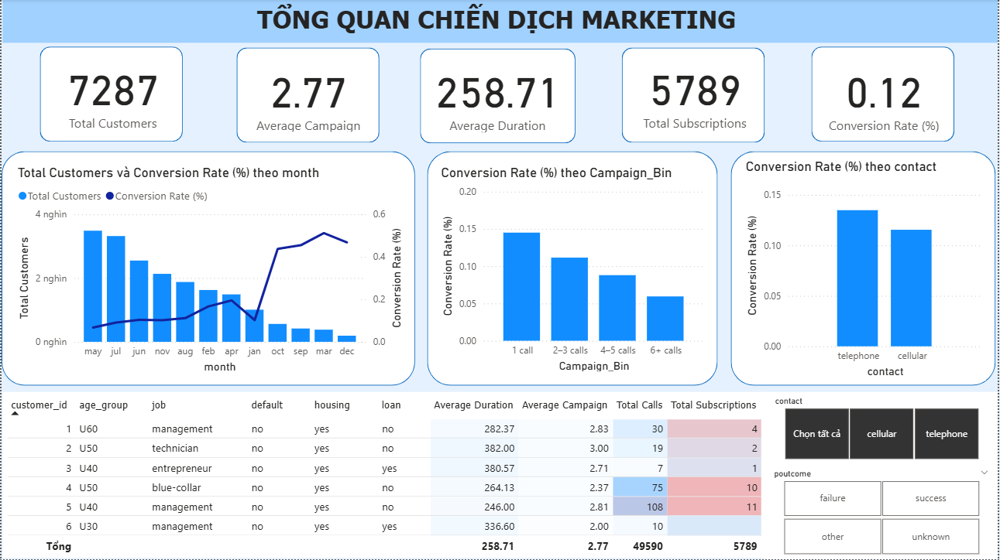 TỔNG QUAN CHIẾN DỊCH MARKETING
7287
Total Customers
2.77
Average Campaign
258.71
Average Duration
5789
Total Subscriptions
0.12
Conversion Rate (%)
Total Customers và Conversion Rate (%) theo month
Total Customers Conversion Rate (%)
Total Customers
4 nghìn
2 nghìn
0 nghìn
0.6
0.4
0.2
0.0
Conversion Rate (%)
may jul jun nov aug feb apr jan oct sep mar dec
month
Conversion Rate (%) theo Campaign_Bin
Conversion Rate (%)
0.20
0.15
0.10
0.05
0.00
1 call 2–3 calls 4–5 calls 6+ calls
Campaign_Bin
Conversion Rate (%) theo contact
Conversion Rate (%)
0.15
0.10
0.05
0.00
telephone cellular
contact
customer_id age_group job default housing loan Average Duration Average Campaign Total Calls Total Subscriptions
1 U60 management no yes no 282.37 2.83 30 4
2 U50 technician no yes no 382.00 3.00 19 2
3 U40 entrepreneur no yes yes 380.57 2.71 7 1
4 U50 blue-collar no yes no 264.13 2.37 75 10
5 U40 management no yes no 246.00 2.81 108 11
6 U30 management no yes yes 336.60 2.00 10
Tổng 258.71 2.77 49590 5789
contact
Chọn tất cả cellular telephone
poutcome
failure success
other unknown